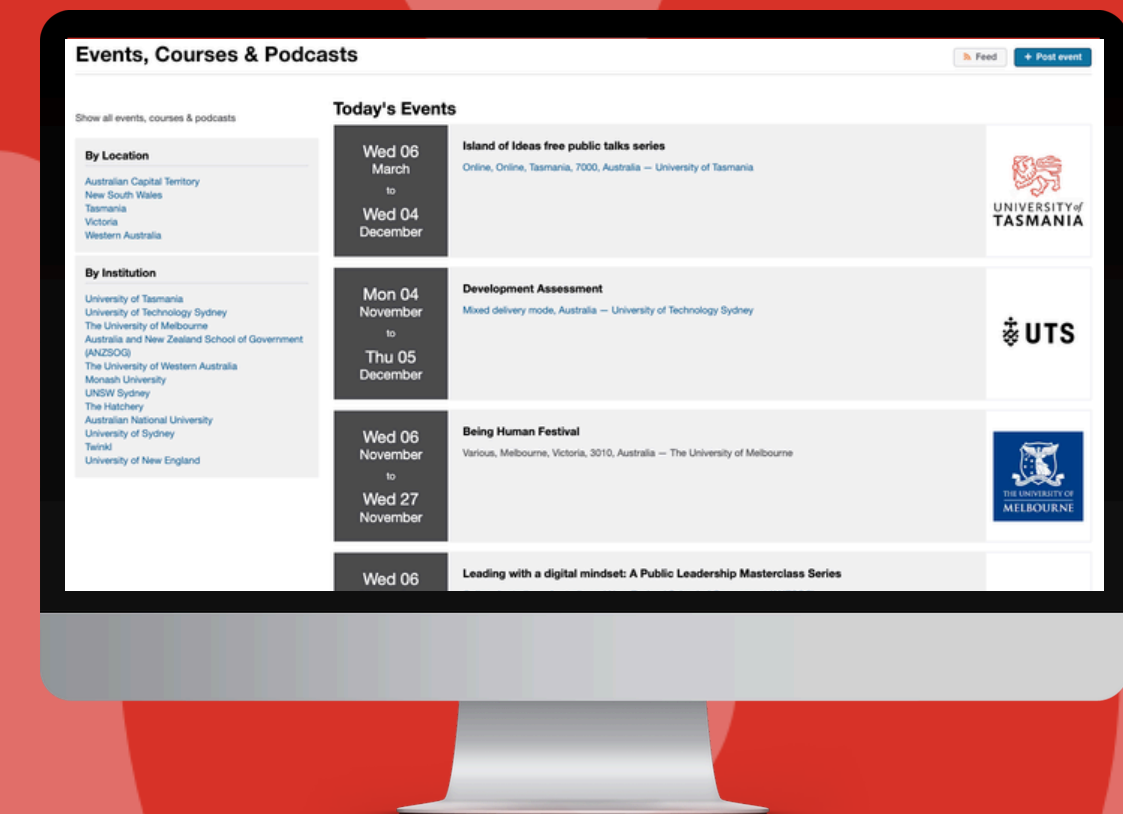 Events, Courses & Podcasts
Feed
+ Post event
Show all events, courses & podcasts
By Location
Australian Capital Territory
New South Wales
Tasmania
Victoria
Western Australia
By Institution
University of Tasmania
University of Technology Sydney
The University of Melbourne
Australia and New Zealand School of Government
(ANZSOG)
The University of Western Australia
Monash University
UNSW Sydney
The Hatchery
Australian National University
University of Sydney
Twinkl
University of New England
Today's Events
Wed 06
March
to
Wed 04
December
Island of Ideas free public talks series
Online, Online, Tasmania, 7000, Australia — University of Tasmania
UNIVERSITY of
TASMANIA
Mon 04
November
to
Thu 05
December
Development Assessment
Mixed delivery mode, Australia — University of Technology Sydney
UTS
Wed 06
November
to
Wed 27
November
Being Human Festival
Various, Melbourne, Victoria, 3010, Australia — The University of Melbourne
THE UNIVERSITY OF
MELBOURNE
Wed 06
Leading with a digital mindset: A Public Leadership Masterclass Series